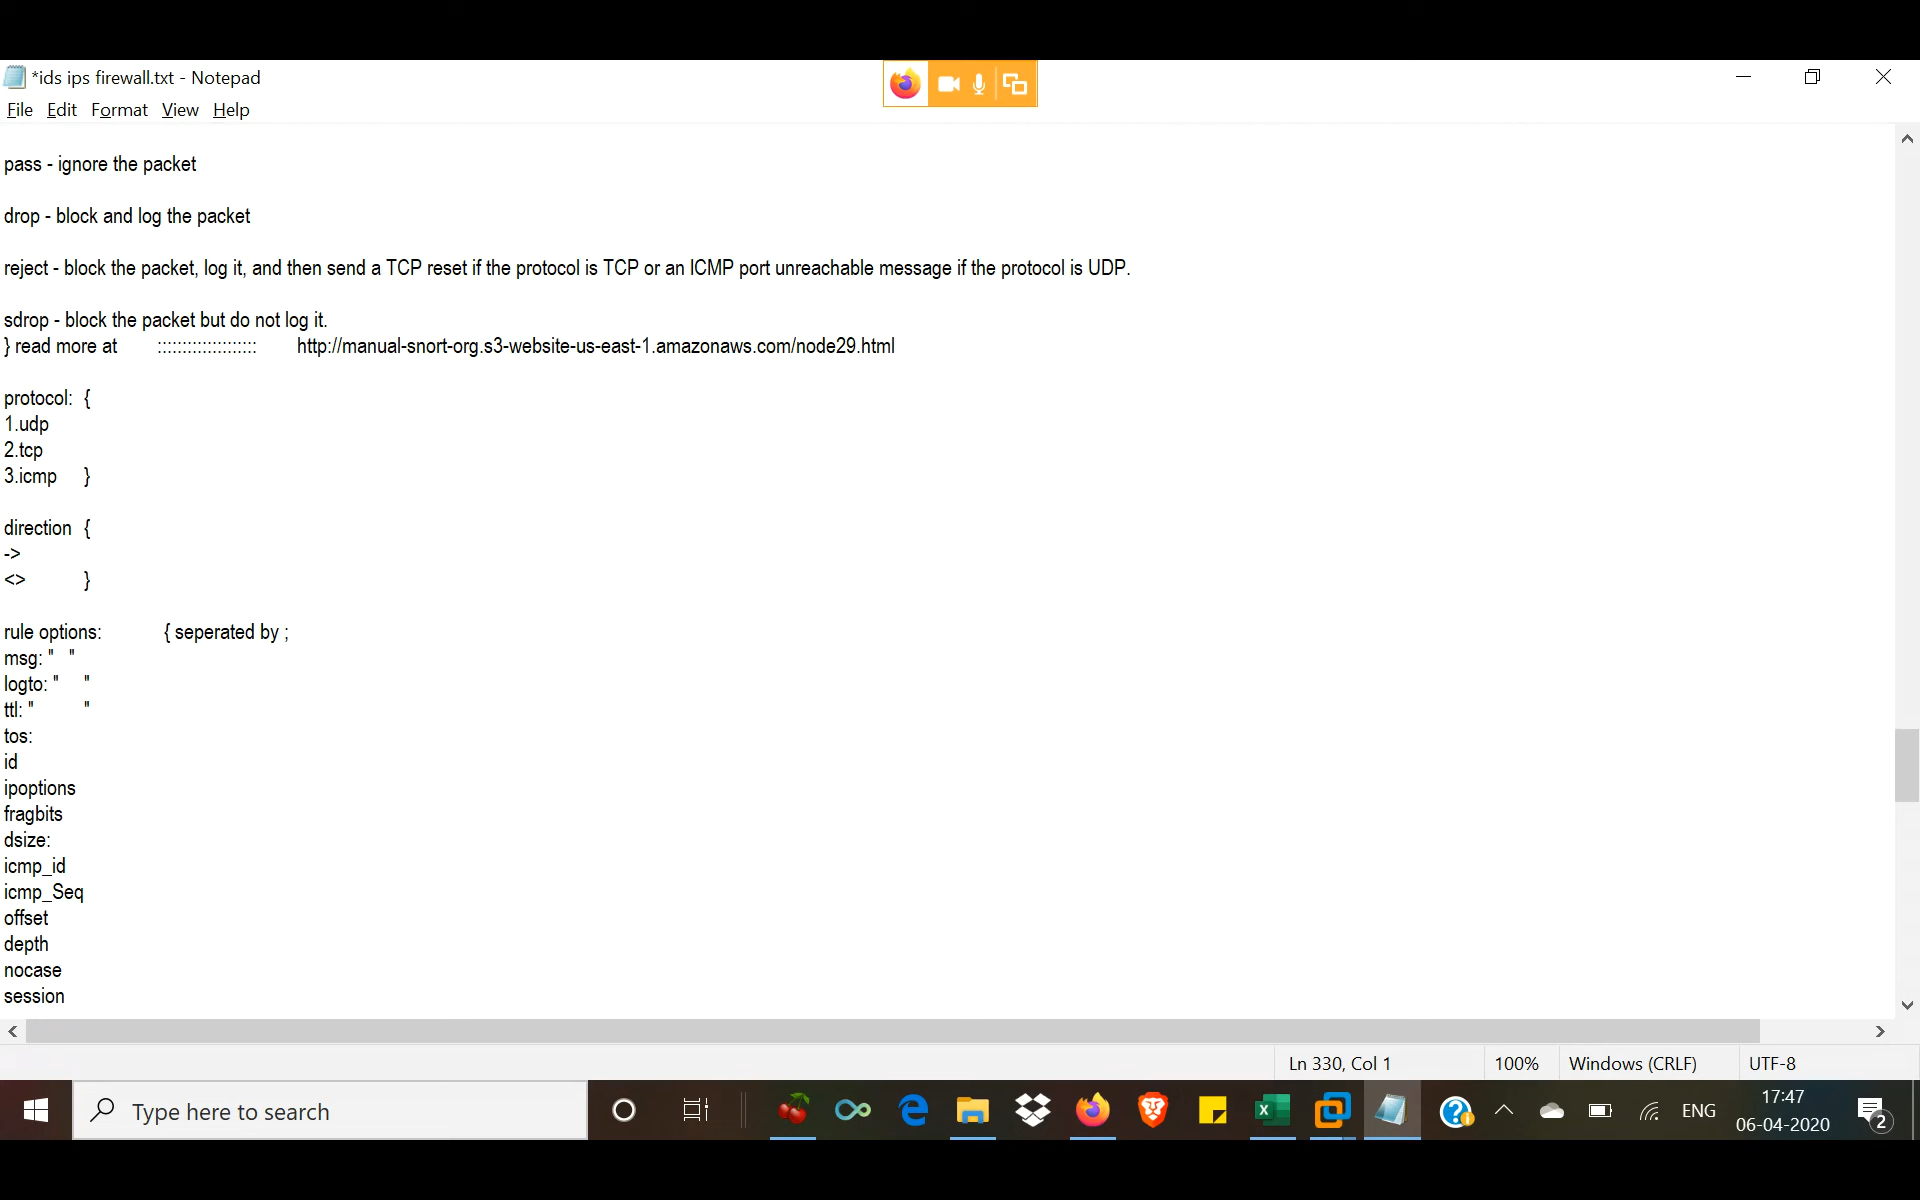 *ids ips firewall.txt - Notepad
File Edit Format View Help
pass - ignore the packet
drop - block and log the packet
reject - block the packet, log it, and then send a TCP reset if the protocol is TCP or an ICMP port unreachable message if the protocol is UDP.
sdrop - block the packet but do not log it.
} read more at :::::::::::::::::::: http://manual-snort-org.s3-website-us-east-1.amazonaws.com/node29.html
protocol: {
1.udp
2.tcp
3.icmp }
direction {
->
<> }
rule options: { seperated by ;
msg: " "
logto: " "
ttl: " "
tos:
id
ipoptions
fragbits
dsize:
icmp_id
icmp_Seq
offset
depth
nocase
session
Ln 330, Col 1 100% Windows (CRLF) UTF-8
Type here to search ENG 17:47
06-04-2020 2